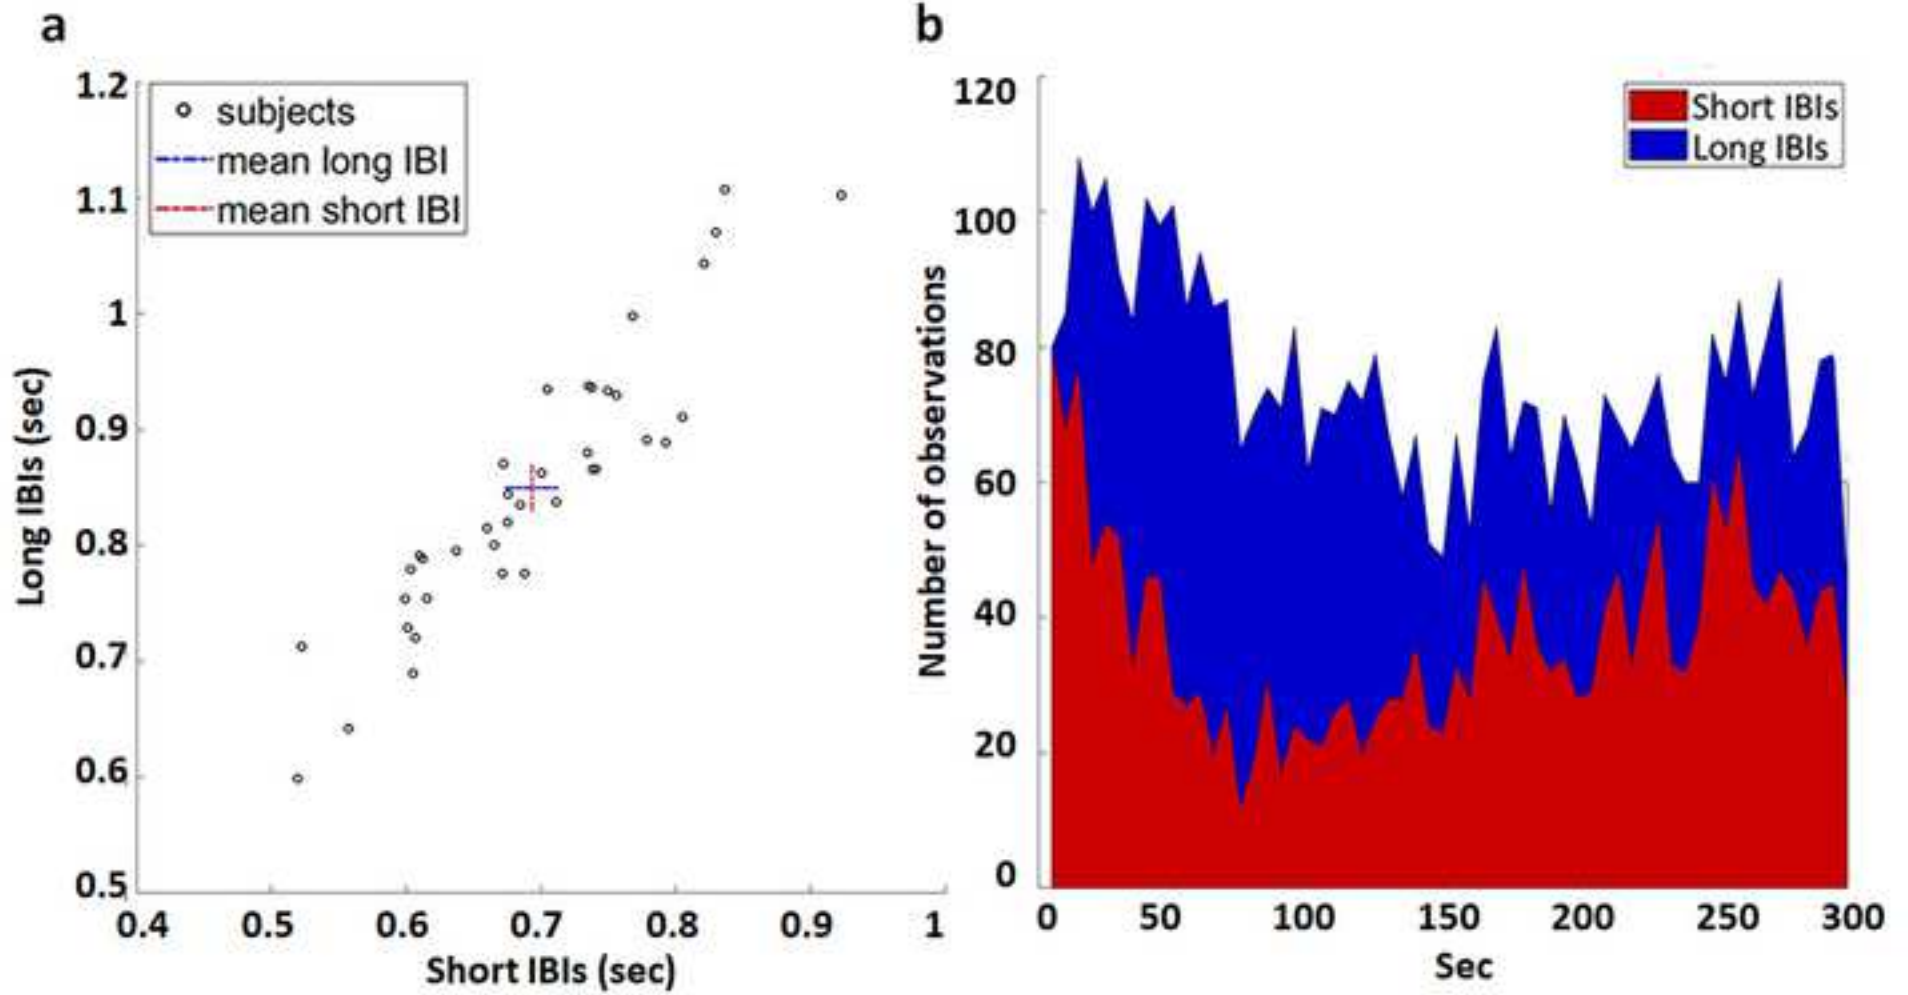 a
1.2
1.1
1
0.9
0.8
0.7
0.6
0.5
0.4 0.5 0.6 0.7 0.8 0.9 1
Long IBIs (sec)
Short IBIs (sec)
subjects
mean long IBI
mean short IBI
b
120
100
80
60
40
20
0
0 50 100 150 200 250 300
Number of observations
Sec
Short IBIs
Long IBIs